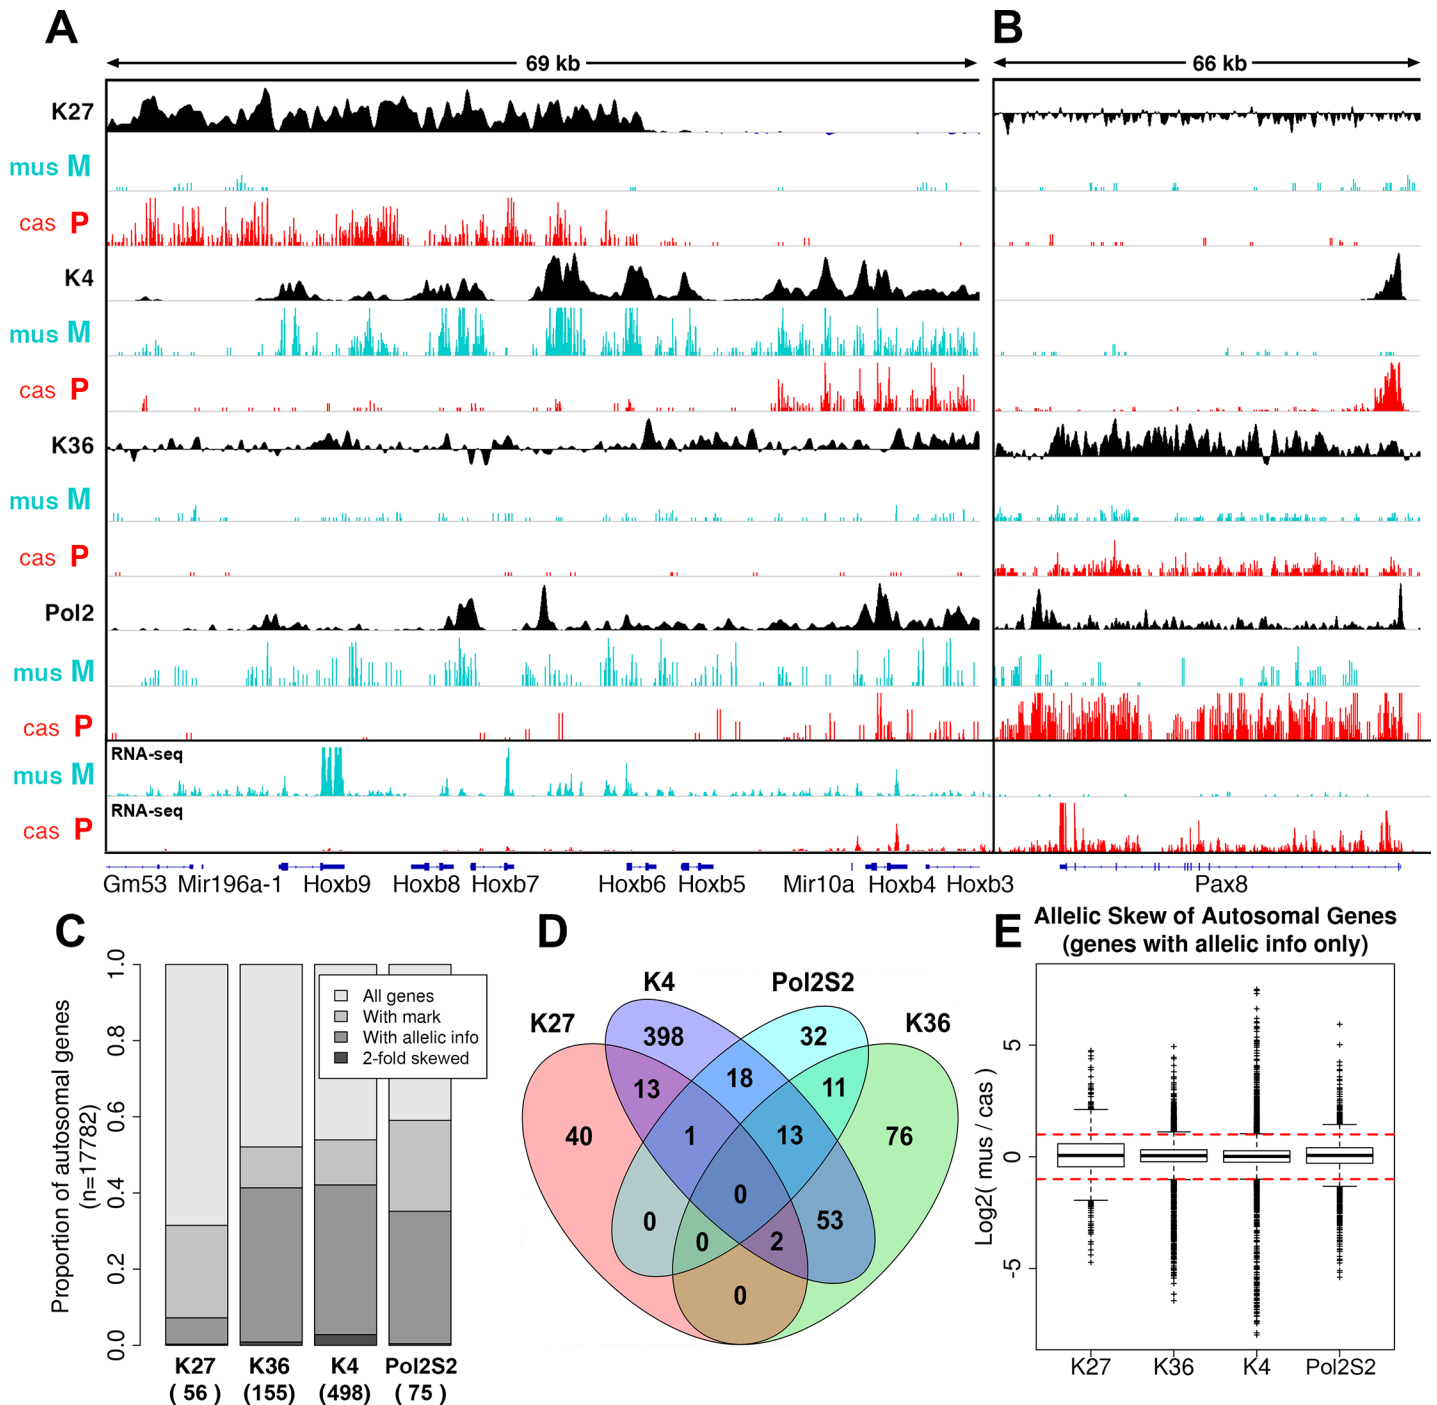 A
B
69 kb
66 kb
K27
mus M
cas P
K4
mus M
cas P
K36
mus M
cas P
Pol2
mus M
cas P
RNA-seq
mus M
RNA-seq
cas P
Gm53 Mir196a-1 Hoxb9 Hoxb8 Hoxb7 Hoxb6 Hoxb5 Mir10a Hoxb4 Hoxb3
Pax8
C
Proportion of autosomal genes
(n=17782)
1.0
0.8
0.6
0.4
0.2
0.0
All genes
With mark
With allelic info
2-fold skewed
K27 K36 K4 Pol2S2
( 56 ) (155) (498) ( 75 )
D
K4 Pol2S2
K27 K36
398 32
13 18 11
40 1 13 76
0
0 53
0 2
0
E
Allelic Skew of Autosomal Genes
(genes with allelic info only)
Log2( mus / cas )
5
0
-5
K27 K36 K4 Pol2S2